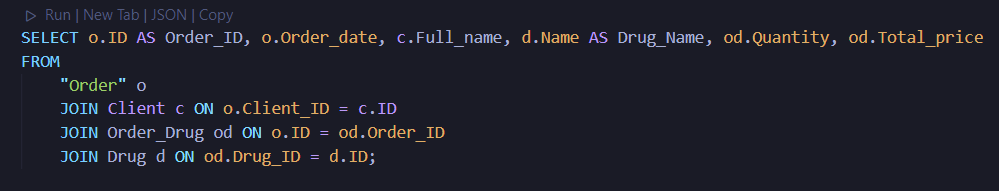 ▷ Run | New Tab | JSON | Copy
SELECT o.ID AS Order_ID, o.Order_date, c.Full_name, d.Name AS Drug_Name, od.Quantity, od.Total_price
FROM
"Order" o
JOIN Client c ON o.Client_ID = c.ID
JOIN Order_Drug od ON o.ID = od.Order_ID
JOIN Drug d ON od.Drug_ID = d.ID;